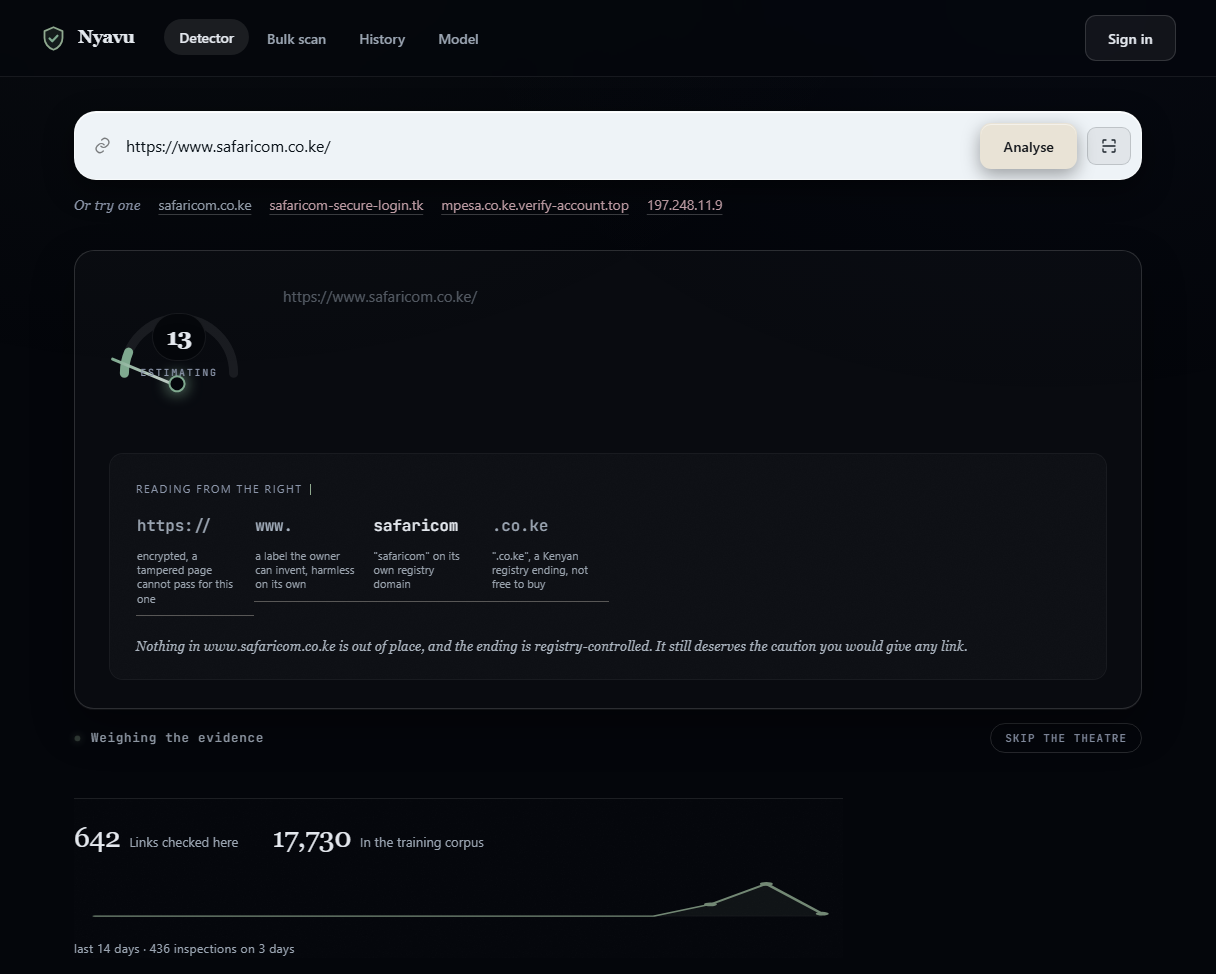 Nyavu
Detector
Bulk scan
History
Model
Sign in
https://www.safaricom.co.ke/
Analyse
Or try one safaricom.co.ke safaricom-secure-login.tk mpesa.co.ke.verify-account.top 197.248.11.9
https://www.safaricom.co.ke/
13
ESTIMATING
READING FROM THE RIGHT
https://
encrypted, a
tampered page
cannot pass for this
one
www.
a label the owner
can invent, harmless
on its own
safaricom
"safaricom" on its
own registry
domain
.co.ke
".co.ke", a Kenyan
registry ending, not
free to buy
Nothing in www.safaricom.co.ke is out of place, and the ending is registry-controlled. It still deserves the caution you would give any link.
Weighing the evidence
SKIP THE THEATRE
642 Links checked here
17,730 In the training corpus
last 14 days · 436 inspections on 3 days